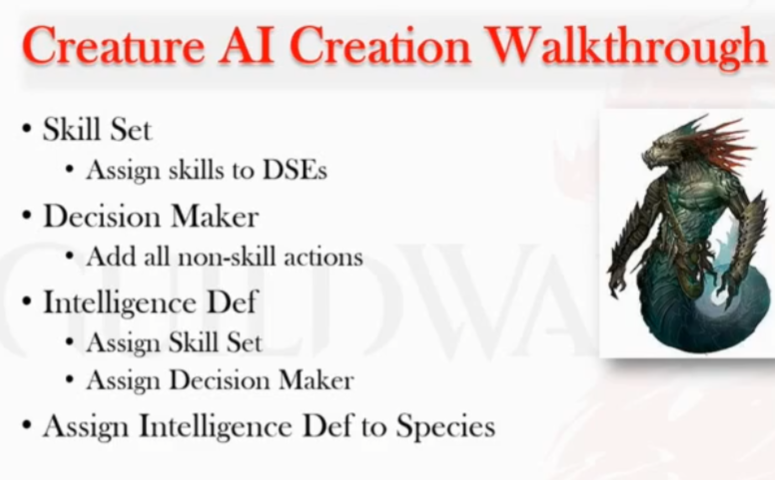 Creature AI Creation Walkthrough
• Skill Set
• Assign skills to DSEs
• Decision Maker
• Add all non-skill actions
• Intelligence Def
• Assign Skill Set
• Assign Decision Maker
• Assign Intelligence Def to Species
GUILDWA